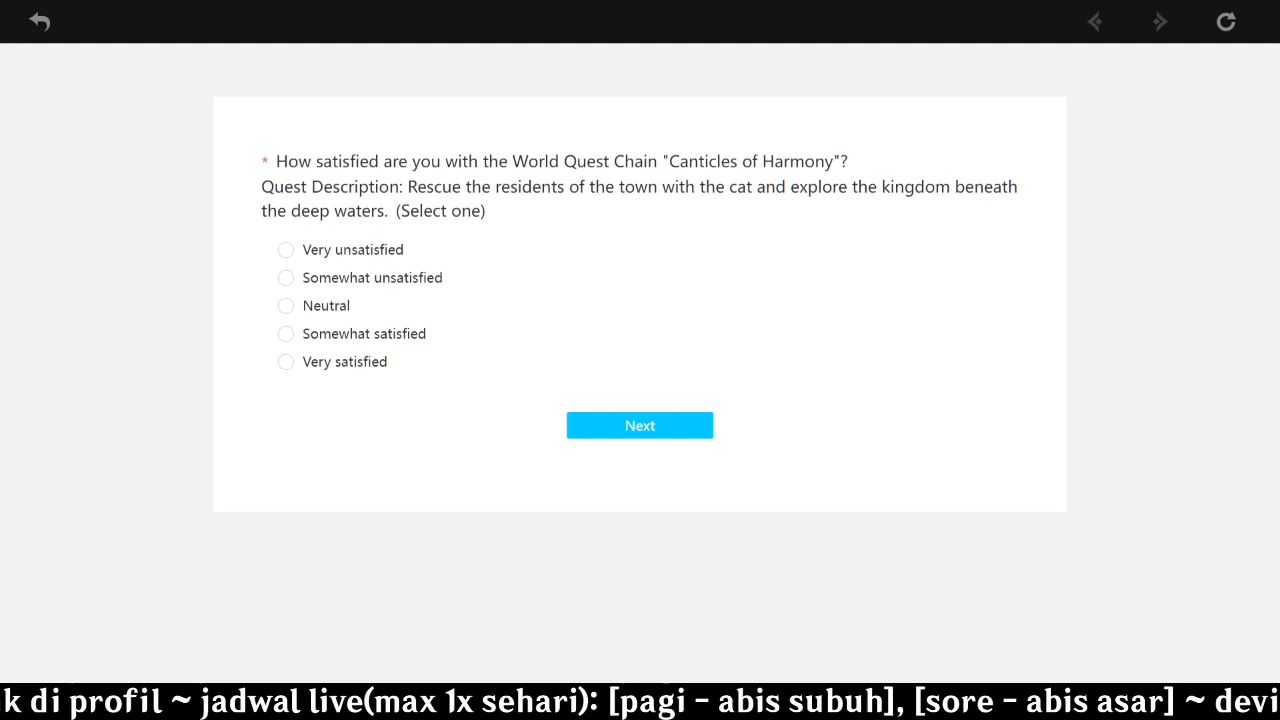 * How satisfied are you with the World Quest Chain "Canticles of Harmony"?
Quest Description: Rescue the residents of the town with the cat and explore the kingdom beneath
the deep waters. (Select one)
Very unsatisfied
Somewhat unsatisfied
Neutral
Somewhat satisfied
Very satisfied
Next
k di profil ~ jadwal live(max 1x sehari): [pagi - abis subuh], [sore - abis asar] ~ devi